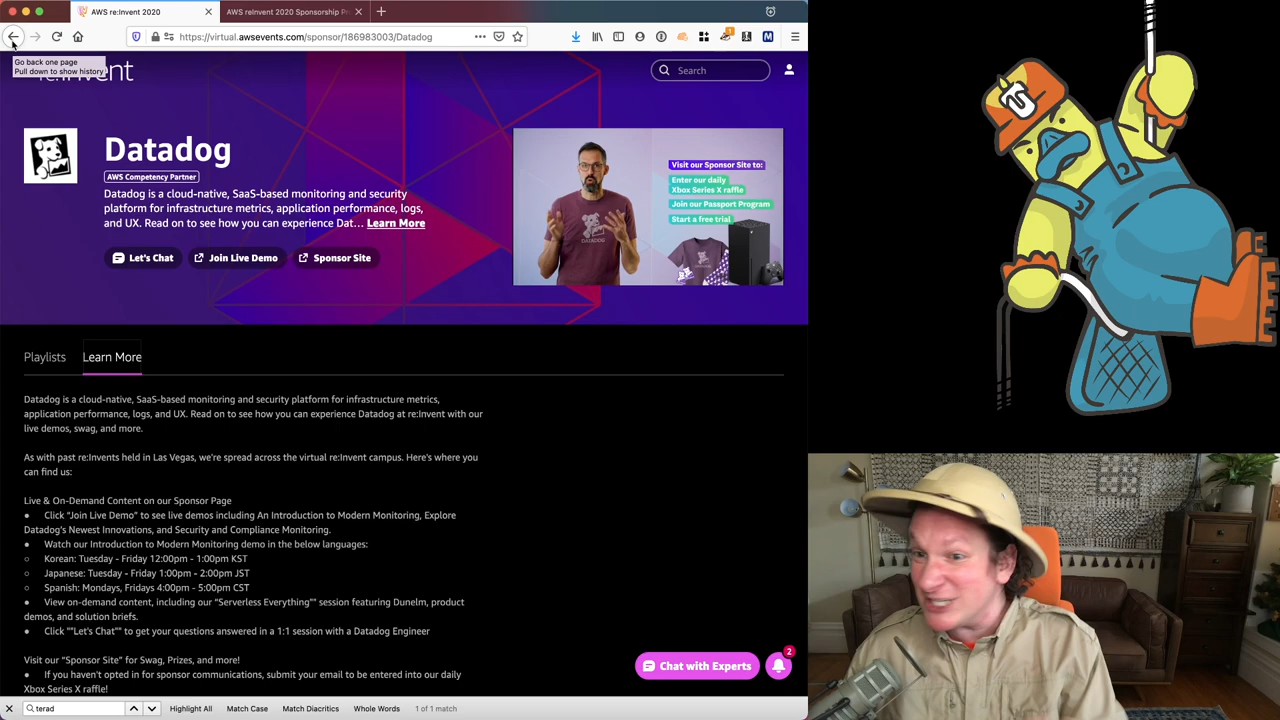 AWS re:Invent 2020
AWS reInvent 2020 Sponsorship Pr
https://virtual.awsevents.com/sponsor/186983003/Datadog
Go back one page
Pull down to show history
re:Invent
Search
Datadog
AWS Competency Partner
Datadog is a cloud-native, SaaS-based monitoring and security
platform for infrastructure metrics, application performance, logs,
and UX. Read on to see how you can experience Dat... Learn More
Let's Chat
Join Live Demo
Sponsor Site
DATADOG
Visit our Sponsor Site to:
Enter our daily
Xbox Series X raffle
Join our Passport Program
Start a free trial
Playlists
Learn More
Datadog is a cloud-native, SaaS-based monitoring and security platform for infrastructure metrics,
application performance, logs, and UX. Read on to see how you can experience Datadog at re:Invent with our
live demos, swag, and more.
As with past re:Invents held in Las Vegas, we're spread across the virtual re:Invent campus. Here's where you
can find us:
Live & On-Demand Content on our Sponsor Page
● Click "Join Live Demo" to see live demos including An Introduction to Modern Monitoring, Explore
Datadog's Newest Innovations, and Security and Compliance Monitoring.
● Watch our Introduction to Modern Monitoring demo in the below languages:
○ Korean: Tuesday - Friday 12:00pm - 1:00pm KST
○ Japanese: Tuesday - Friday 1:00pm - 2:00pm JST
○ Spanish: Mondays, Fridays 4:00pm - 5:00pm CST
● View on-demand content, including our "Serverless Everything"" session featuring Dunelm, product
demos, and solution briefs.
● Click ""Let's Chat"" to get your questions answered in a 1:1 session with a Datadog Engineer
Visit our "Sponsor Site" for Swag, Prizes, and more!
● If you haven't opted in for sponsor communications, submit your email to be entered into our daily
Xbox Series X raffle!
Chat with Experts
2
terad
Highlight All
Match Case
Match Diacritics
Whole Words
1 of 1 match